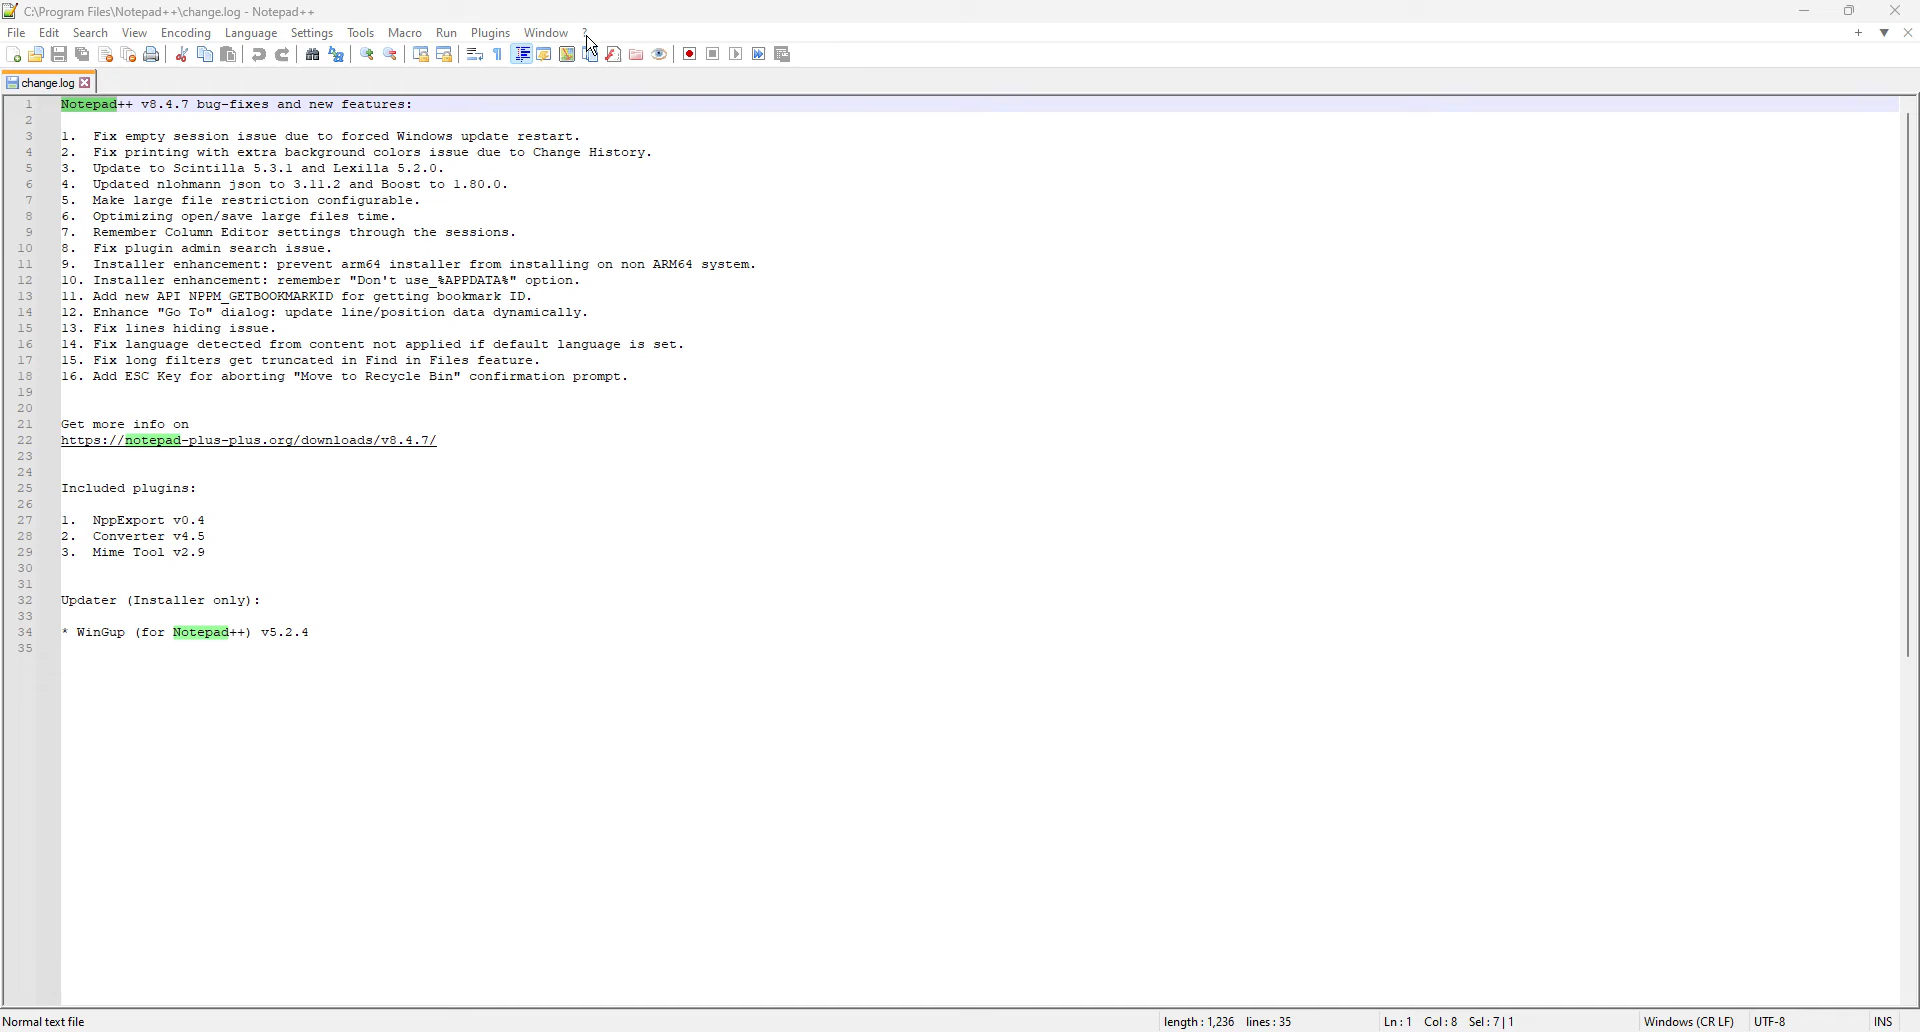 C:\Program Files\Notepad++\change.log - Notepad++
File Edit Search View Encoding Language Settings Tools Macro Run Plugins Window ?
change.log
1 Notepad++ v8.4.7 bug-fixes and new features:
2
3 1. Fix empty session issue due to forced Windows update restart.
4 2. Fix printing with extra background colors issue due to Change History.
5 3. Update to Scintilla 5.3.1 and Lexilla 5.2.0.
6 4. Updated nlohmann json to 3.11.2 and Boost to 1.80.0.
7 5. Make large file restriction configurable.
8 6. Optimizing open/save large files time.
9 7. Remember Column Editor settings through the sessions.
10 8. Fix plugin admin search issue.
11 9. Installer enhancement: prevent arm64 installer from installing on non ARM64 system.
12 10. Installer enhancement: remember "Don't use_%APPDATA%" option.
13 11. Add new API NPPM_GETBOOKMARKID for getting bookmark ID.
14 12. Enhance "Go To" dialog: update line/position data dynamically.
15 13. Fix lines hiding issue.
16 14. Fix language detected from content not applied if default language is set.
17 15. Fix long filters get truncated in Find in Files feature.
18 16. Add ESC Key for aborting "Move to Recycle Bin" confirmation prompt.
19
20
21 Get more info on
22 https://notepad-plus-plus.org/downloads/v8.4.7/
23
24
25 Included plugins:
26
27 1. NppExport v0.4
28 2. Converter v4.5
29 3. Mime Tool v2.9
30
31
32 Updater (Installer only):
33
34 * WinGup (for Notepad++) v5.2.4
35
Normal text file length : 1,236 lines : 35 Ln : 1 Col : 8 Sel : 7 | 1 Windows (CR LF) UTF-8 INS